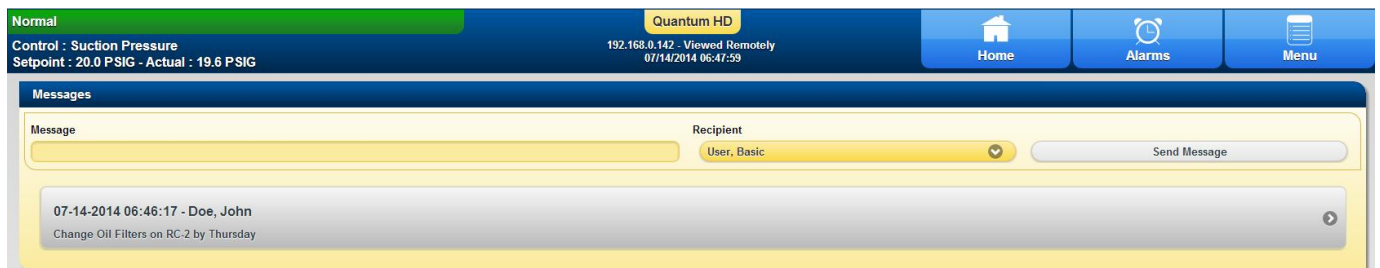 Normal
Control : Suction Pressure
Setpoint : 20.0 PSIG - Actual : 19.6 PSIG
Quantum HD
192.168.0.142 - Viewed Remotely
07/14/2014 06:47:59
Home
Alarms
Menu
Messages
Message
Recipient
User, Basic
Send Message
07-14-2014 06:46:17 - Doe, John
Change Oil Filters on RC-2 by Thursday